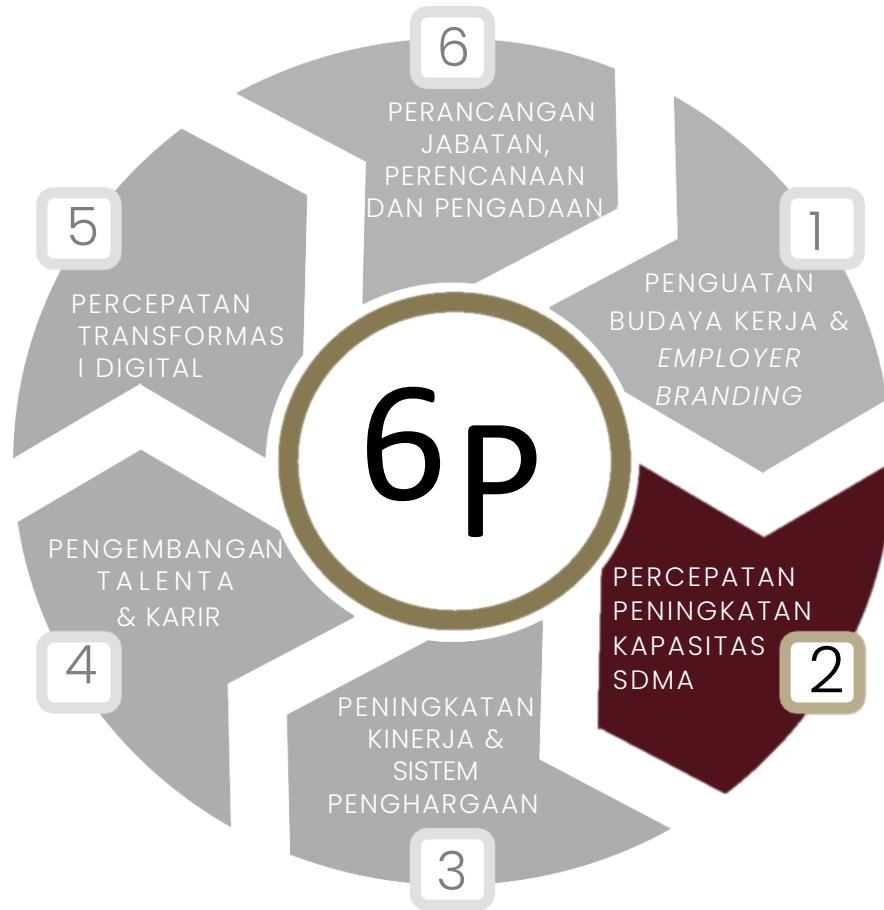 6
PERANCANGAN
JABATAN,
PERENCANAAN
DAN PENGADAAN
1
PENGUATAN
BUDAYA KERJA &
EMPLOYER
BRANDING
2
PERCEPATAN
PENINGKATAN
KAPASITAS
SDMA
3
PENINGKATAN
KINERJA &
SISTEM
PENGHARGAAN
4
PENGEMBANGAN
TALENTA
& KARIR
5
PERCEPATAN
TRANSFORMAS
I DIGITAL
6P